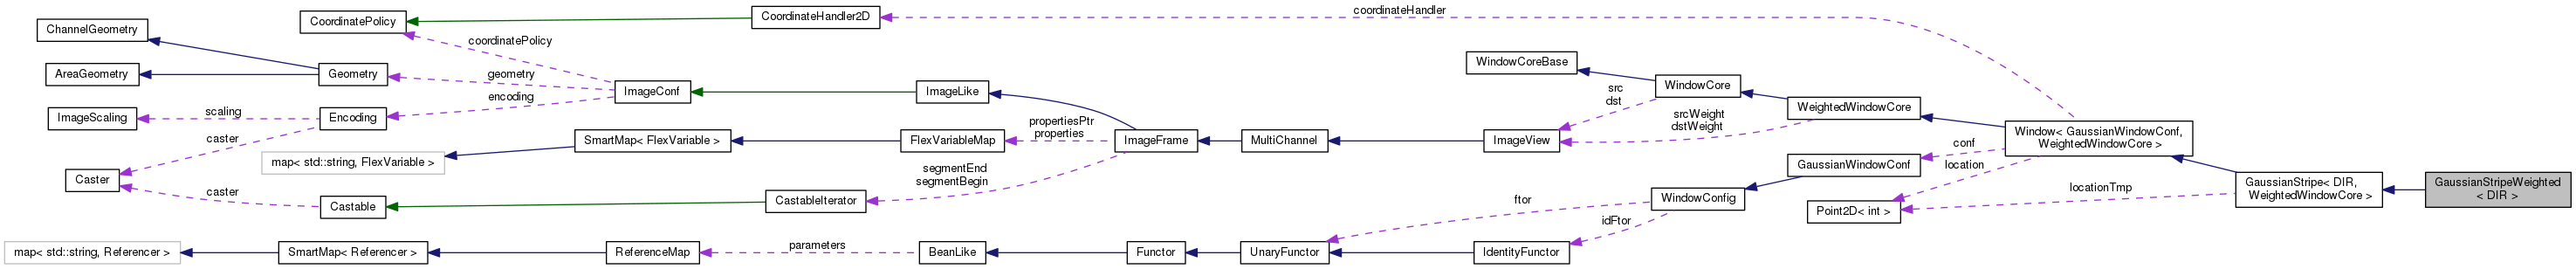 CoordinatePolicy
CoordinateHandler2D
coordinateHandler
ChannelGeometry
coordinatePolicy
WindowCoreBase
AreaGeometry
Geometry
geometry
ImageConf
ImageLike
WindowCore
src
dst
encoding
scaling
ImageScaling
Encoding
WeightedWindowCore
srcWeight
dstWeight
propertiesPtr
properties
caster
SmartMap< FlexVariable >
FlexVariableMap
ImageFrame
MultiChannel
ImageView
Window< GaussianWindowConf,
WeightedWindowCore >
conf
map< std::string, FlexVariable >
GaussianWindowConf
location
segmentEnd
segmentBegin
Caster
caster
Castable
CastableIterator
ftor
WindowConfig
idFtor
Point2D< int >
locationTmp
GaussianStripe< DIR,
WeightedWindowCore >
GaussianStripeWeighted
< DIR >
map< std::string, Referencer >
SmartMap< Referencer >
ReferenceMap
parameters
BeanLike
Functor
UnaryFunctor
IdentityFunctor